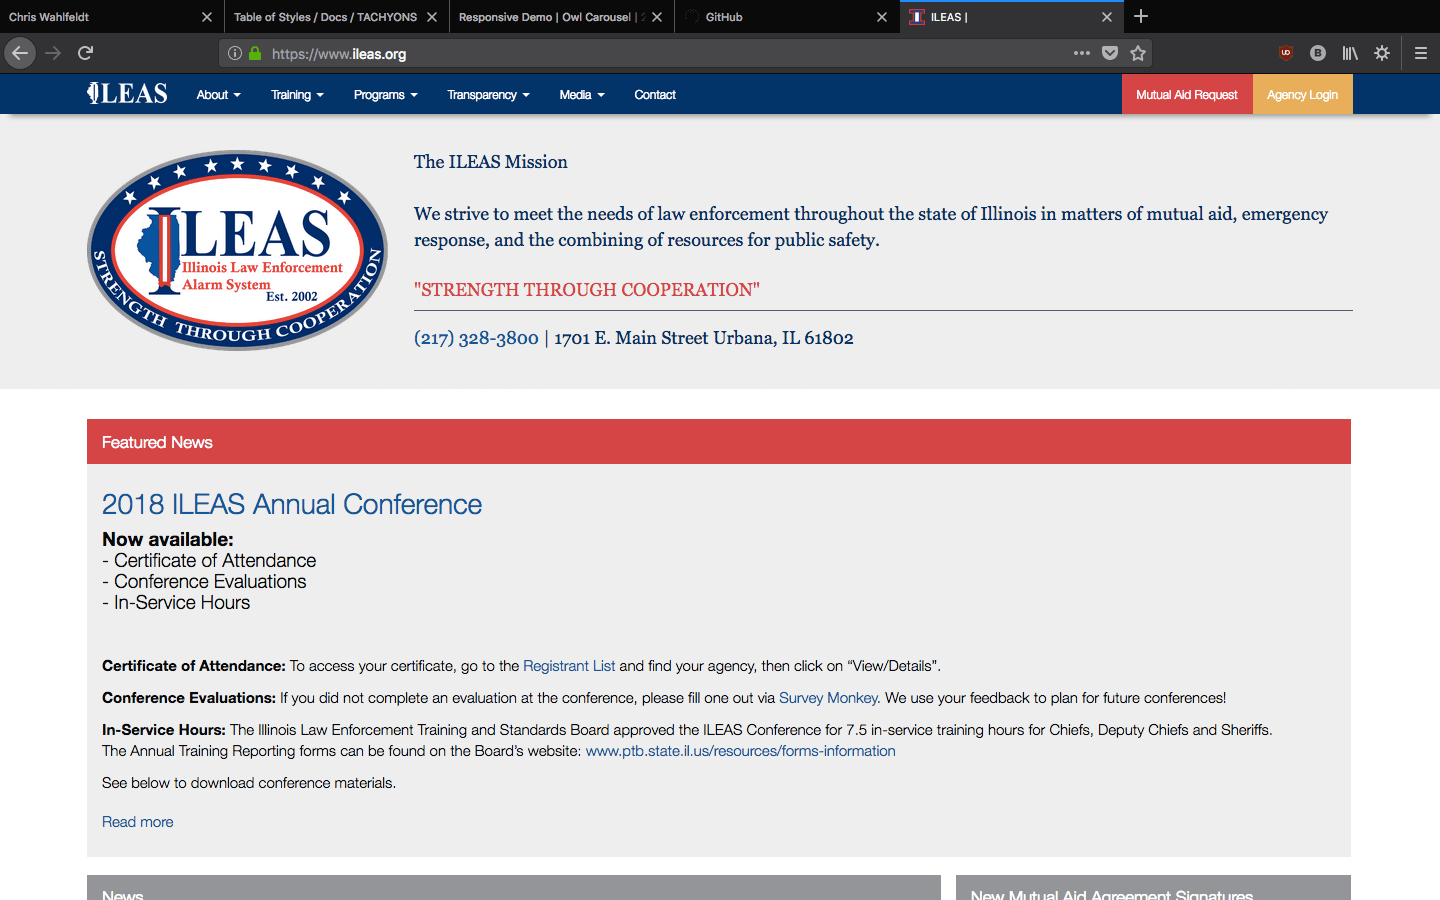 Chris Wahlfeldt
Table of Styles / Docs / TACHYONS
Responsive Demo | Owl Carousel |
GitHub
ILEAS |
https://www.ileas.org
ILEAS
About
Training
Programs
Transparency
Media
Contact
Mutual Aid Request
Agency Login
ILEAS
Illinois Law Enforcement
Alarm System
Est. 2002
STRENGTH THROUGH COOPERATION
The ILEAS Mission
We strive to meet the needs of law enforcement throughout the state of Illinois in matters of mutual aid, emergency
response, and the combining of resources for public safety.
"STRENGTH THROUGH COOPERATION"
(217) 328-3800 | 1701 E. Main Street Urbana, IL 61802
Featured News
2018 ILEAS Annual Conference
Now available:
- Certificate of Attendance
- Conference Evaluations
- In-Service Hours
Certificate of Attendance: To access your certificate, go to the Registrant List and find your agency, then click on “View/Details”.
Conference Evaluations: If you did not complete an evaluation at the conference, please fill one out via Survey Monkey. We use your feedback to plan for future conferences!
In-Service Hours: The Illinois Law Enforcement Training and Standards Board approved the ILEAS Conference for 7.5 in-service training hours for Chiefs, Deputy Chiefs and Sheriffs.
The Annual Training Reporting forms can be found on the Board’s website: www.ptb.state.il.us/resources/forms-information
See below to download conference materials.
Read more
News
New Mutual Aid Agreement Signatures